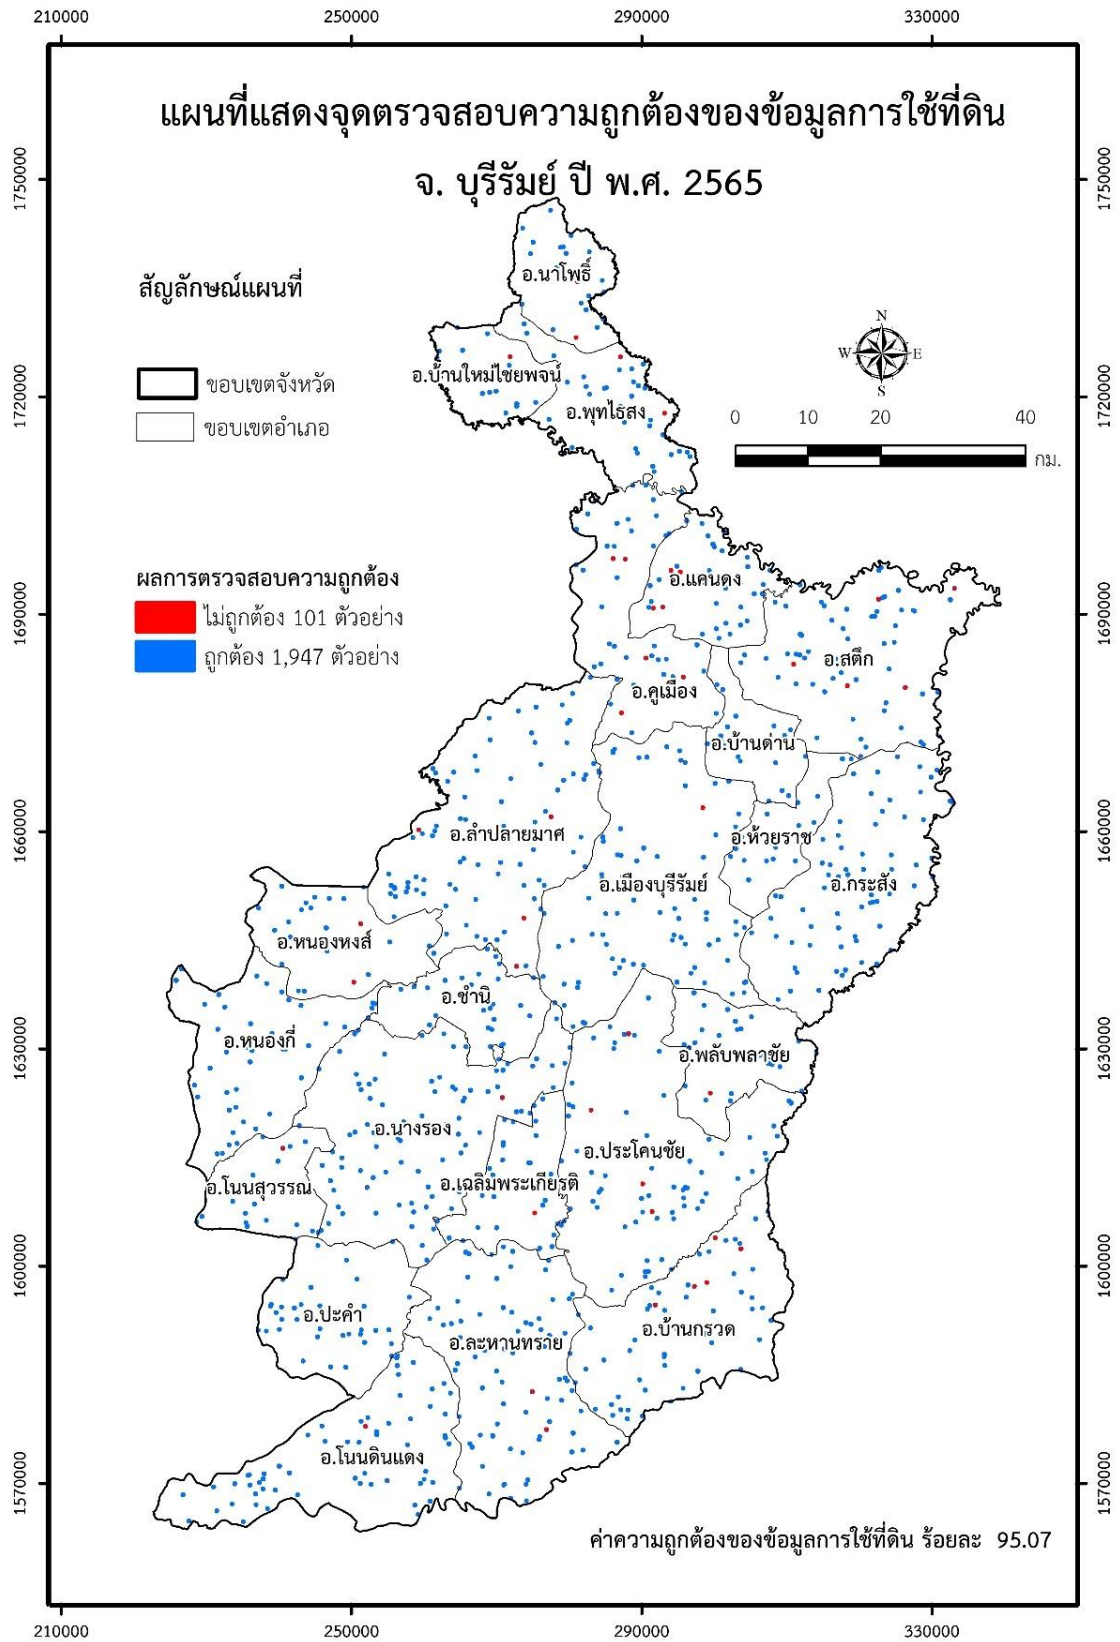 210000 250000 290000 330000
แผนที่แสดงจุดตรวจสอบความถูกต้องของข้อมูลการใช้ที่ดิน
จ. บุรีรัมย์ ปี พ.ศ. 2565
1750000 1750000
อ.นาโพธิ์
สัญลักษณ์แผนที่
N
W E
S
ขอบเขตจังหวัด
อ.บ้านใหม่ไชยพจน์
1720000 1720000
อ.พุทไธสง
0 10 20 40
ขอบเขตอำเภอ
กม.
ผลการตรวจสอบความถูกต้อง
อ.แคนดง
ไม่ถูกต้อง 101 ตัวอย่าง
1690000 1690000
ถูกต้อง 1,947 ตัวอย่าง
อ.สตึก
อ.คูเมือง
อ.บ้านด่าน
อ.ลำปลายมาศ
อ.ห้วยราช
1660000 1660000
อ.เมืองบุรีรัมย์
อ.กระสัง
อ.หนองหงส์
อ.ชำนิ
อ.หนองกี่
1630000 1630000
อ.พลับพลาชัย
อ.นางรอง
อ.ประโคนชัย
อ.โนนสุวรรณ
อ.เฉลิมพระเกียรติ
1600000 1600000
อ.ปะคำ
อ.ละหานทราย
อ.บ้านกรวด
อ.โนนดินแดง
1570000 1570000
ค่าความถูกต้องของข้อมูลการใช้ที่ดิน ร้อยละ 95.07
210000 250000 290000 330000